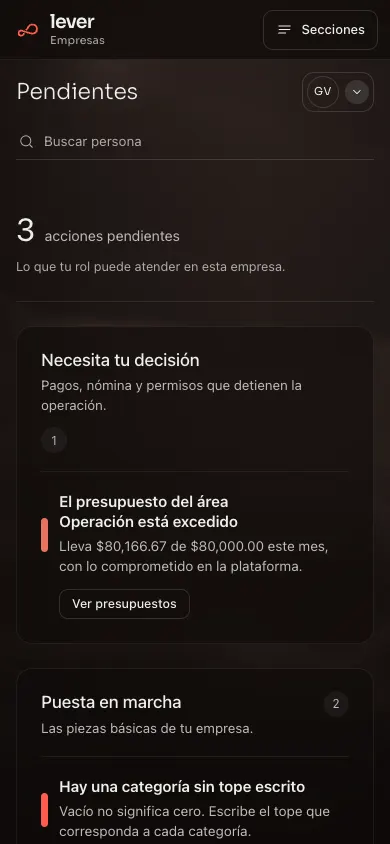 lever
Empresas
Secciones
Pendientes
GV
Buscar persona
3 acciones pendientes
Lo que tu rol puede atender en esta empresa.
Necesita tu decisión
Pagos, nómina y permisos que detienen la
operación.
1
El presupuesto del área
Operación está excedido
Lleva $80,166.67 de $80,000.00 este mes,
con lo comprometido en la plataforma.
Ver presupuestos
Puesta en marcha
2
Las piezas básicas de tu empresa.
Hay una categoría sin tope escrito
Vacío no significa cero. Escribe el tope que
corresponda a cada categoría.